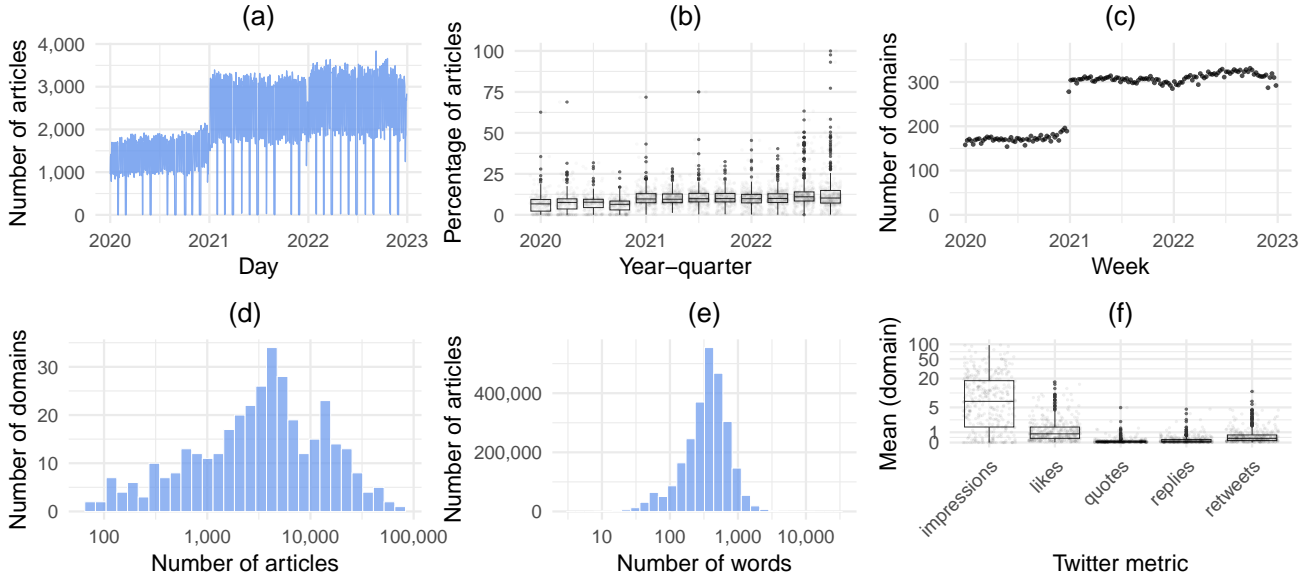 (a)
Number of articles
4,000
3,000
2,000
1,000
0
2020
2021
2022
2023
Day
(b)
Percentage of articles
100
75
50
25
0
2020
2021
2022
Year−quarter
(c)
Number of domains
300
200
100
0
2020
2021
2022
2023
Week
(d)
Number of domains
30
20
10
0
100
1,000
10,000
100,000
Number of articles
(e)
Number of articles
400,000
200,000
0
10
100
1,000
10,000
Number of words
(f)
Mean (domain)
100
50
20
5
1
0
impressions
likes
quotes
replies
retweets
Twitter metric